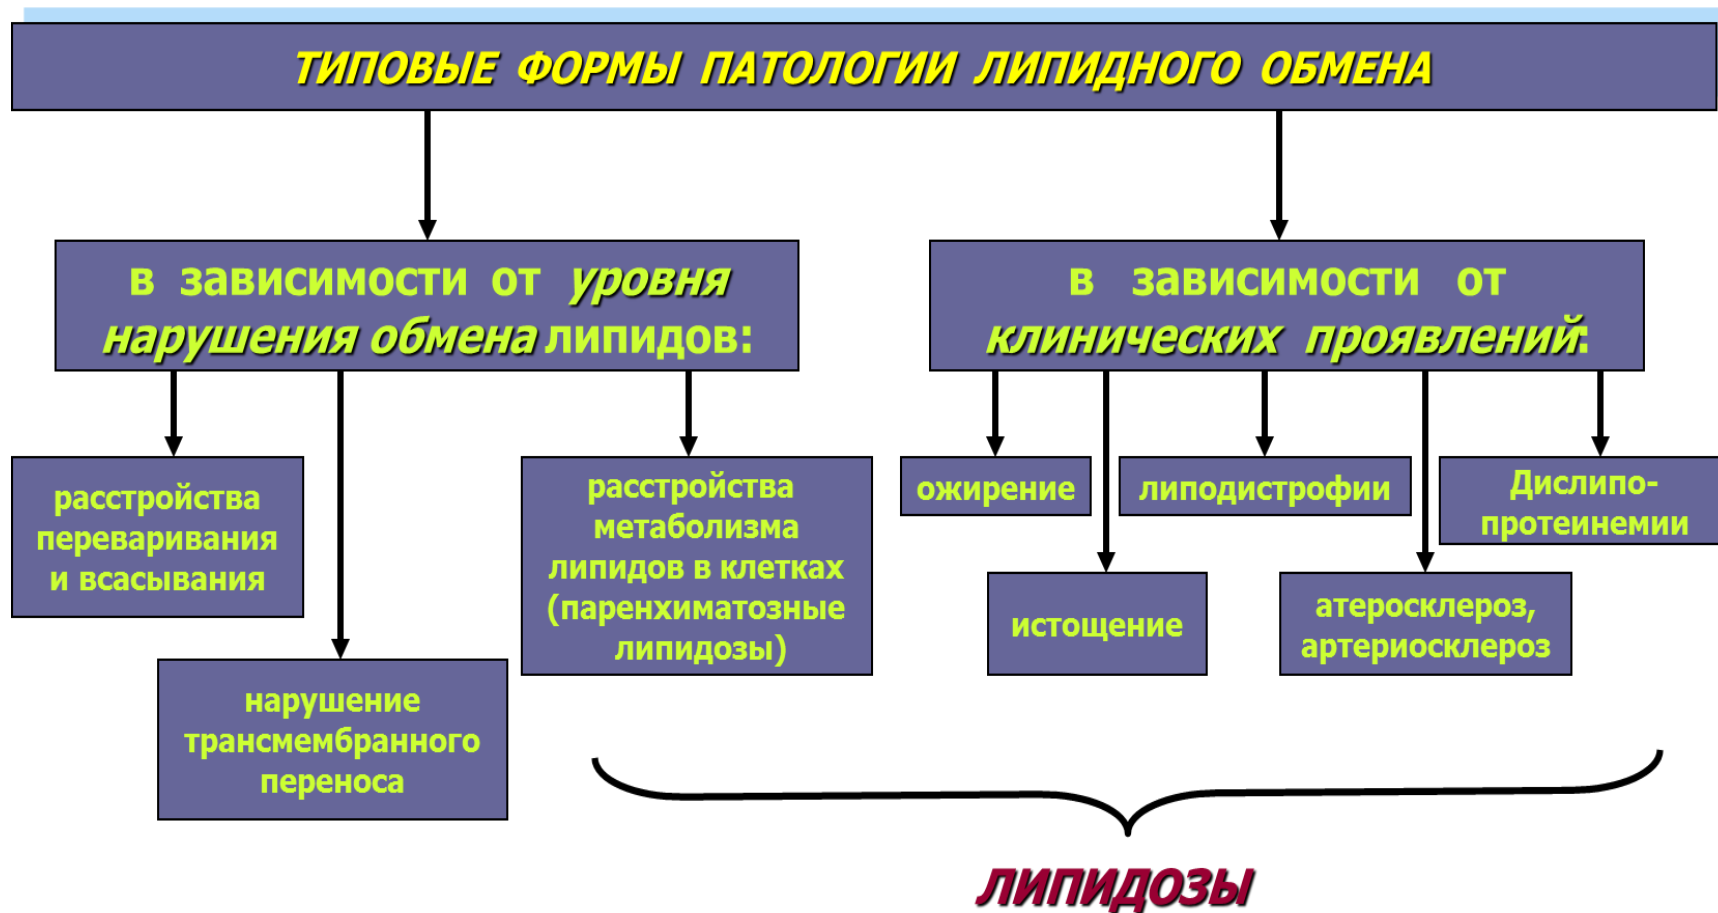 ТИПОВЫЕ ФОРМЫ ПАТОЛОГИИ ЛИПИДНОГО ОБМЕНА
в зависимости от уровня
нарушения обмена липидов:
в зависимости от
клинических проявлений:
расстройства
переваривания
и всасывания
нарушение
трансмембранного
переноса
расстройства
метаболизма
липидов в клетках
(паренхиматозные
липидозы)
ожирение
истощение
липодистрофии
атеросклероз,
артериосклероз
Дислипо-
протеинемии
ЛИПИДОЗЫ